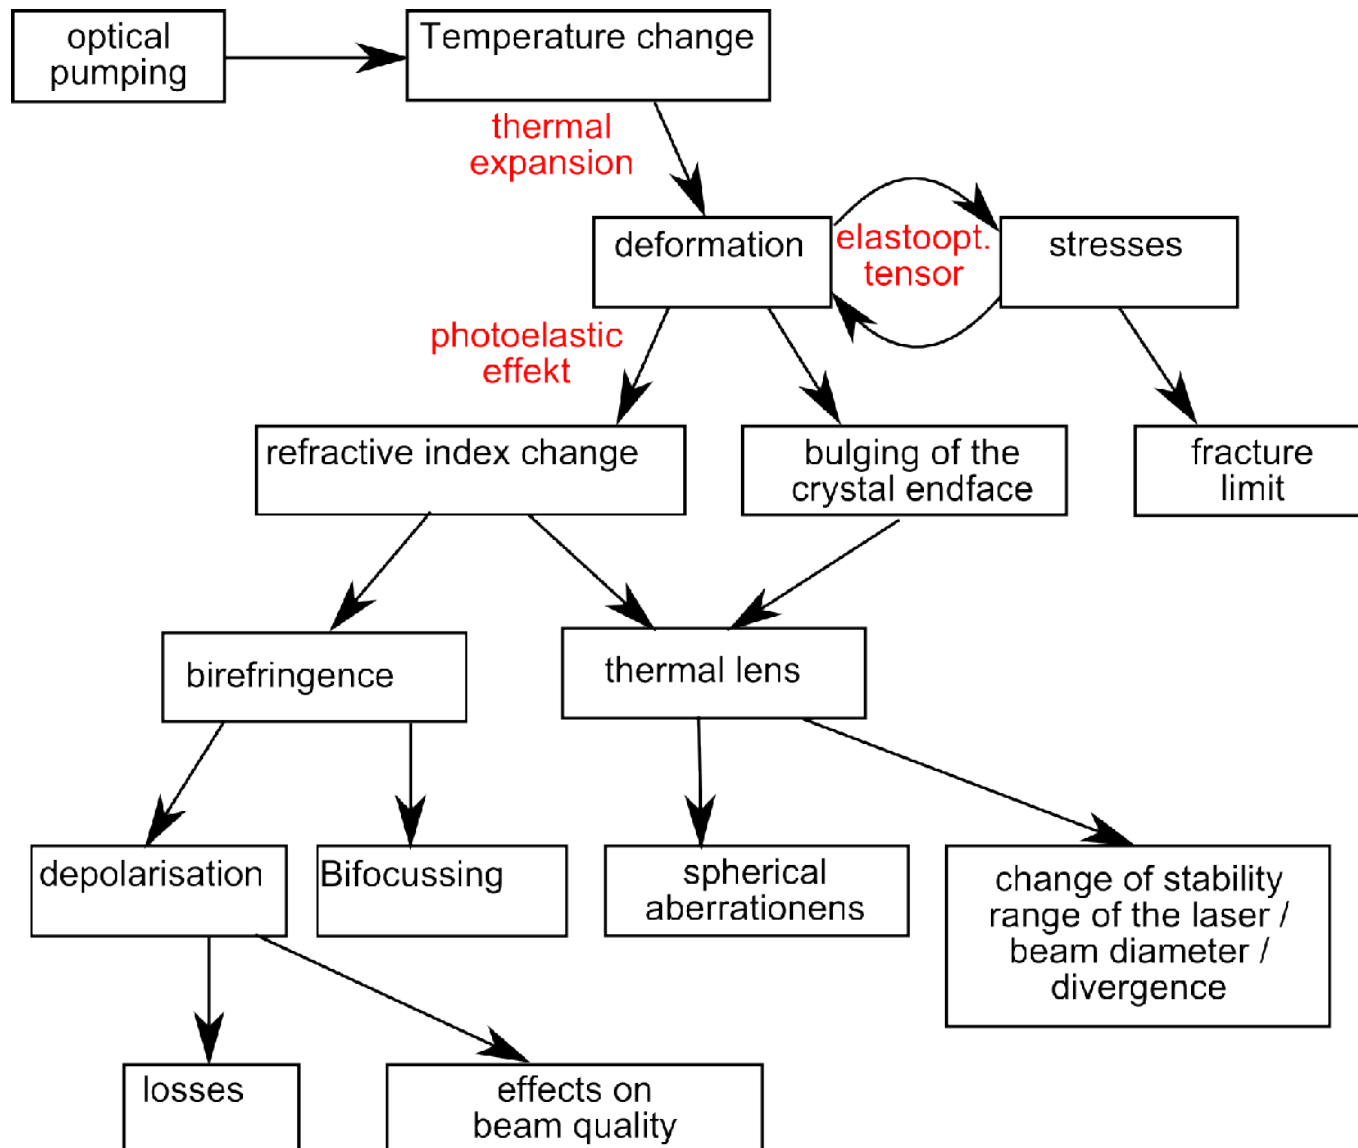 optical
pumping
Temperature change
thermal
expansion
deformation
elastoopt.
tensor
stresses
photoelastic
effekt
refractive index change
bulging of the
crystal endface
fracture
limit
birefringence
thermal lens
depolarisation
Bifocussing
spherical
aberrationens
change of stability
range of the laser /
beam diameter /
divergence
losses
effects on
beam quality